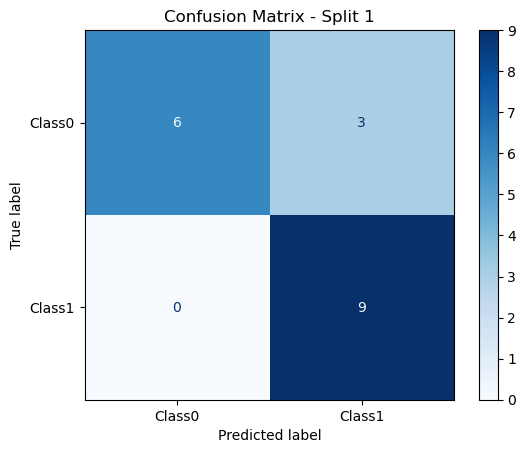 Confusion Matrix - Split 1
9
8
7
6
5
4
3
2
1
0
True label
Class0
6
3
Class1
0
9
Class0
Class1
Predicted label